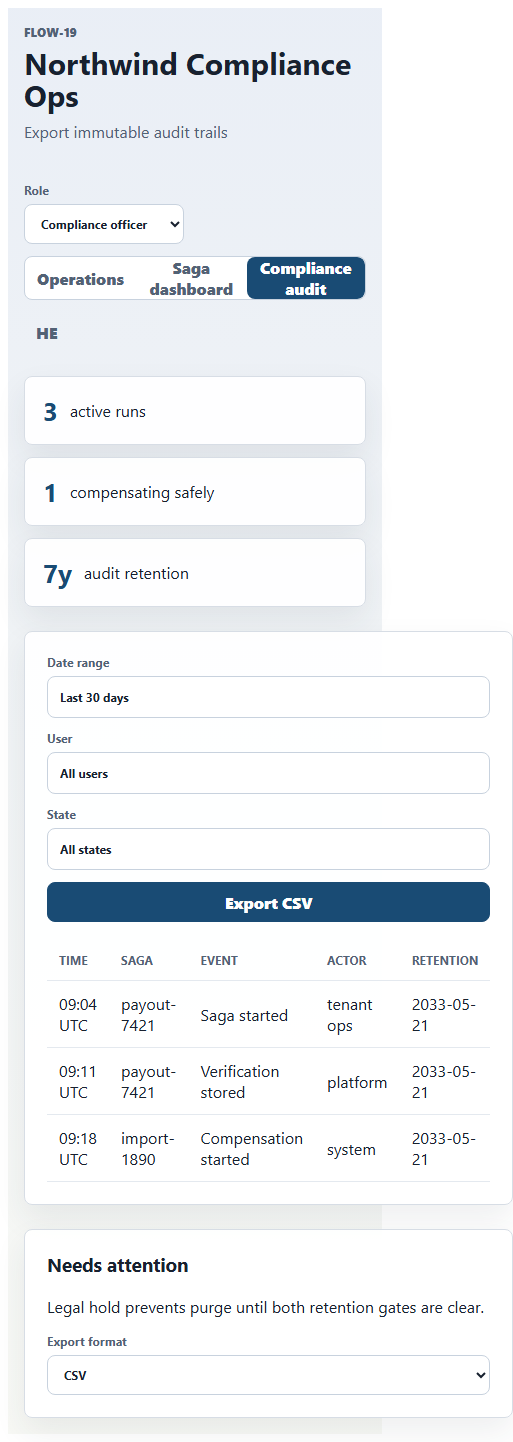 FLOW-19
Northwind Compliance
Ops
Export immutable audit trails
Role
Compliance officer
Operations
Saga
dashboard
Compliance
audit
HE
3 active runs
1 compensating safely
7y audit retention
Date range
Last 30 days
User
All users
State
All states
Export CSV
TIME SAGA EVENT ACTOR RETENTION
09:04 UTC payout-7421 Saga started tenant ops 2033-05-21
09:11 UTC payout-7421 Verification stored platform 2033-05-21
09:18 UTC import-1890 Compensation started system 2033-05-21
Needs attention
Legal hold prevents purge until both retention gates are clear.
Export format
CSV